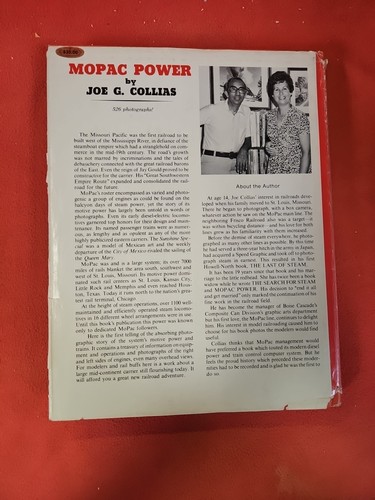 MOPAC POWER
by
JOE G. COLLIAS
526 photographs!
The Missouri Pacific was the first railroad to be
built west of the Mississippi River, in defiance of the
steamboat empire which had a stranglehold on com-
merce in the mid-19th century. The road's growth
was not marred by incriminations and the tales of
debauchery connected with the great railroad barons
of the East. Even the reign of Jay Gould proved to be
constructive for the carrier. His "Great Southwestern
Empire Route" expanded and consolidated the rail-
road for the future.
MoPac's roster encompassed as varied and photo-
genic a group of engines as could be found on the
halcyon days of steam power, yet the story of its
motive power has largely been untold in words or
photographs. Even its early diesel-electric locomo-
tives garnered top honors for their design and main-
tenance. Its named passenger trains were as numer-
ous, as lengthy and as opulent as any of the more
highly publicized eastern carriers. The Sunshine Spe-
cial was a model of Mexican art and the weekly
departure of the City of Mexico rivaled the sailing of
the Queen Mary.
MoPac was and is a large system; its over 7000
miles of rails blanket the area south, southwest and
west of St. Louis, Missouri. Its motive power domi-
nated such rail centers as St. Louis, Kansas City,
Little Rock and Memphis and even reached Hous-
ton, Texas. Today it runs north to the nation's great-
est rail terminal, Chicago.
At the height of steam operations, over 1100 well-
maintained and efficiently operated steam locomo-
tives in 16 different wheel arrangements were in use.
Until this book's publication this power was known
only to dedicated MoPac followers.
Here is the first telling of the absorbing photo-
graphic story of the system's motive power and
trains. It contains a treasury of information on equip-
ment and operations and photographs of the right
and left sides of engines, even many overhead views.
For modelers and rail buffs here is a work about a
large mid-continent carrier still flourishing today. It
will afford you a great new railroad adventure.
About the Author
At age 14, Joe Collias' interest in railroads devel-
oped when his family moved to St. Louis, Missouri.
There he began to photograph, with a box camera,
whatever action he saw on the MoPac main line. The
neighboring Frisco Railroad also was a target—it
was within bicycling distance—and his love for both
lines grew as his familiarity with them increased.
Before the demise of steam everywhere, he photo-
graphed as many other lines as possible. By this time
he had served a three-year hitch in the army in Japan,
had acquired a Speed Graphic and took off to photo-
graph steam in earnest. This resulted in his first
Howell-North book, THE LAST OF STEAM.
It has been 19 years since that book and his mar-
riage to the little redhead. She has twice been a book
widow while he wrote THE SEARCH FOR STEAM
and MOPAC POWER. His decision to "end it all
and get married" only marked the continuation of his
fine work in the railroad field.
He has become the manager of Boise Cascade's
Composite Can Division's graphic arts department
but his first love, the MoPac line, continues to delight
him. His interest in model railroading caused him to
choose for his book photos the modelers would find
useful.
Collias thinks that MoPac management would
have preferred a book which touted its modern diesel
power and train control computer system. But he
feels the proud history which preceded these moder-
nities had to be recorded and is glad he was the first to
do so.